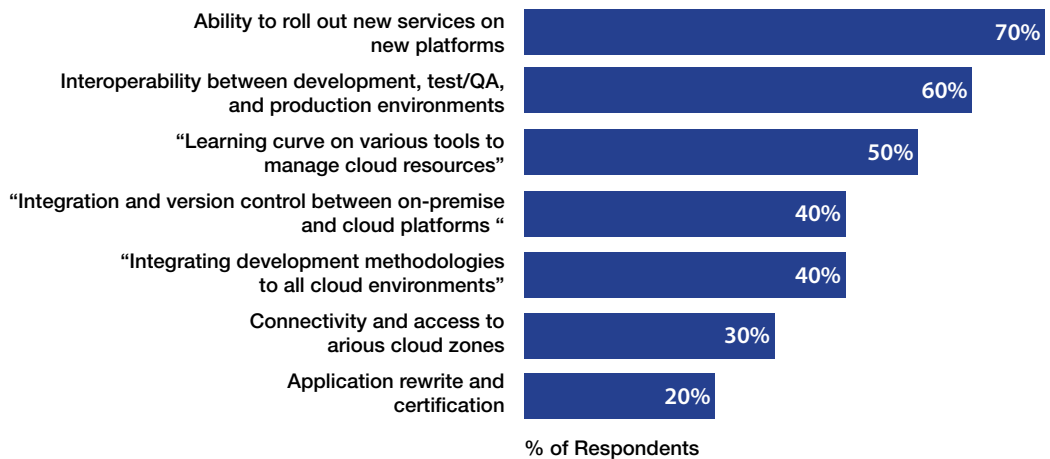 Ability to roll out new services on
new platforms
70%
Interoperability between development, test/QA,
and production environments
60%
“Learning curve on various tools to
manage cloud resources”
50%
“Integration and version control between on-premise
and cloud platforms “
40%
“Integrating development methodologies
to all cloud environments”
40%
Connectivity and access to
arious cloud zones
30%
Application rewrite and
certification
20%
% of Respondents